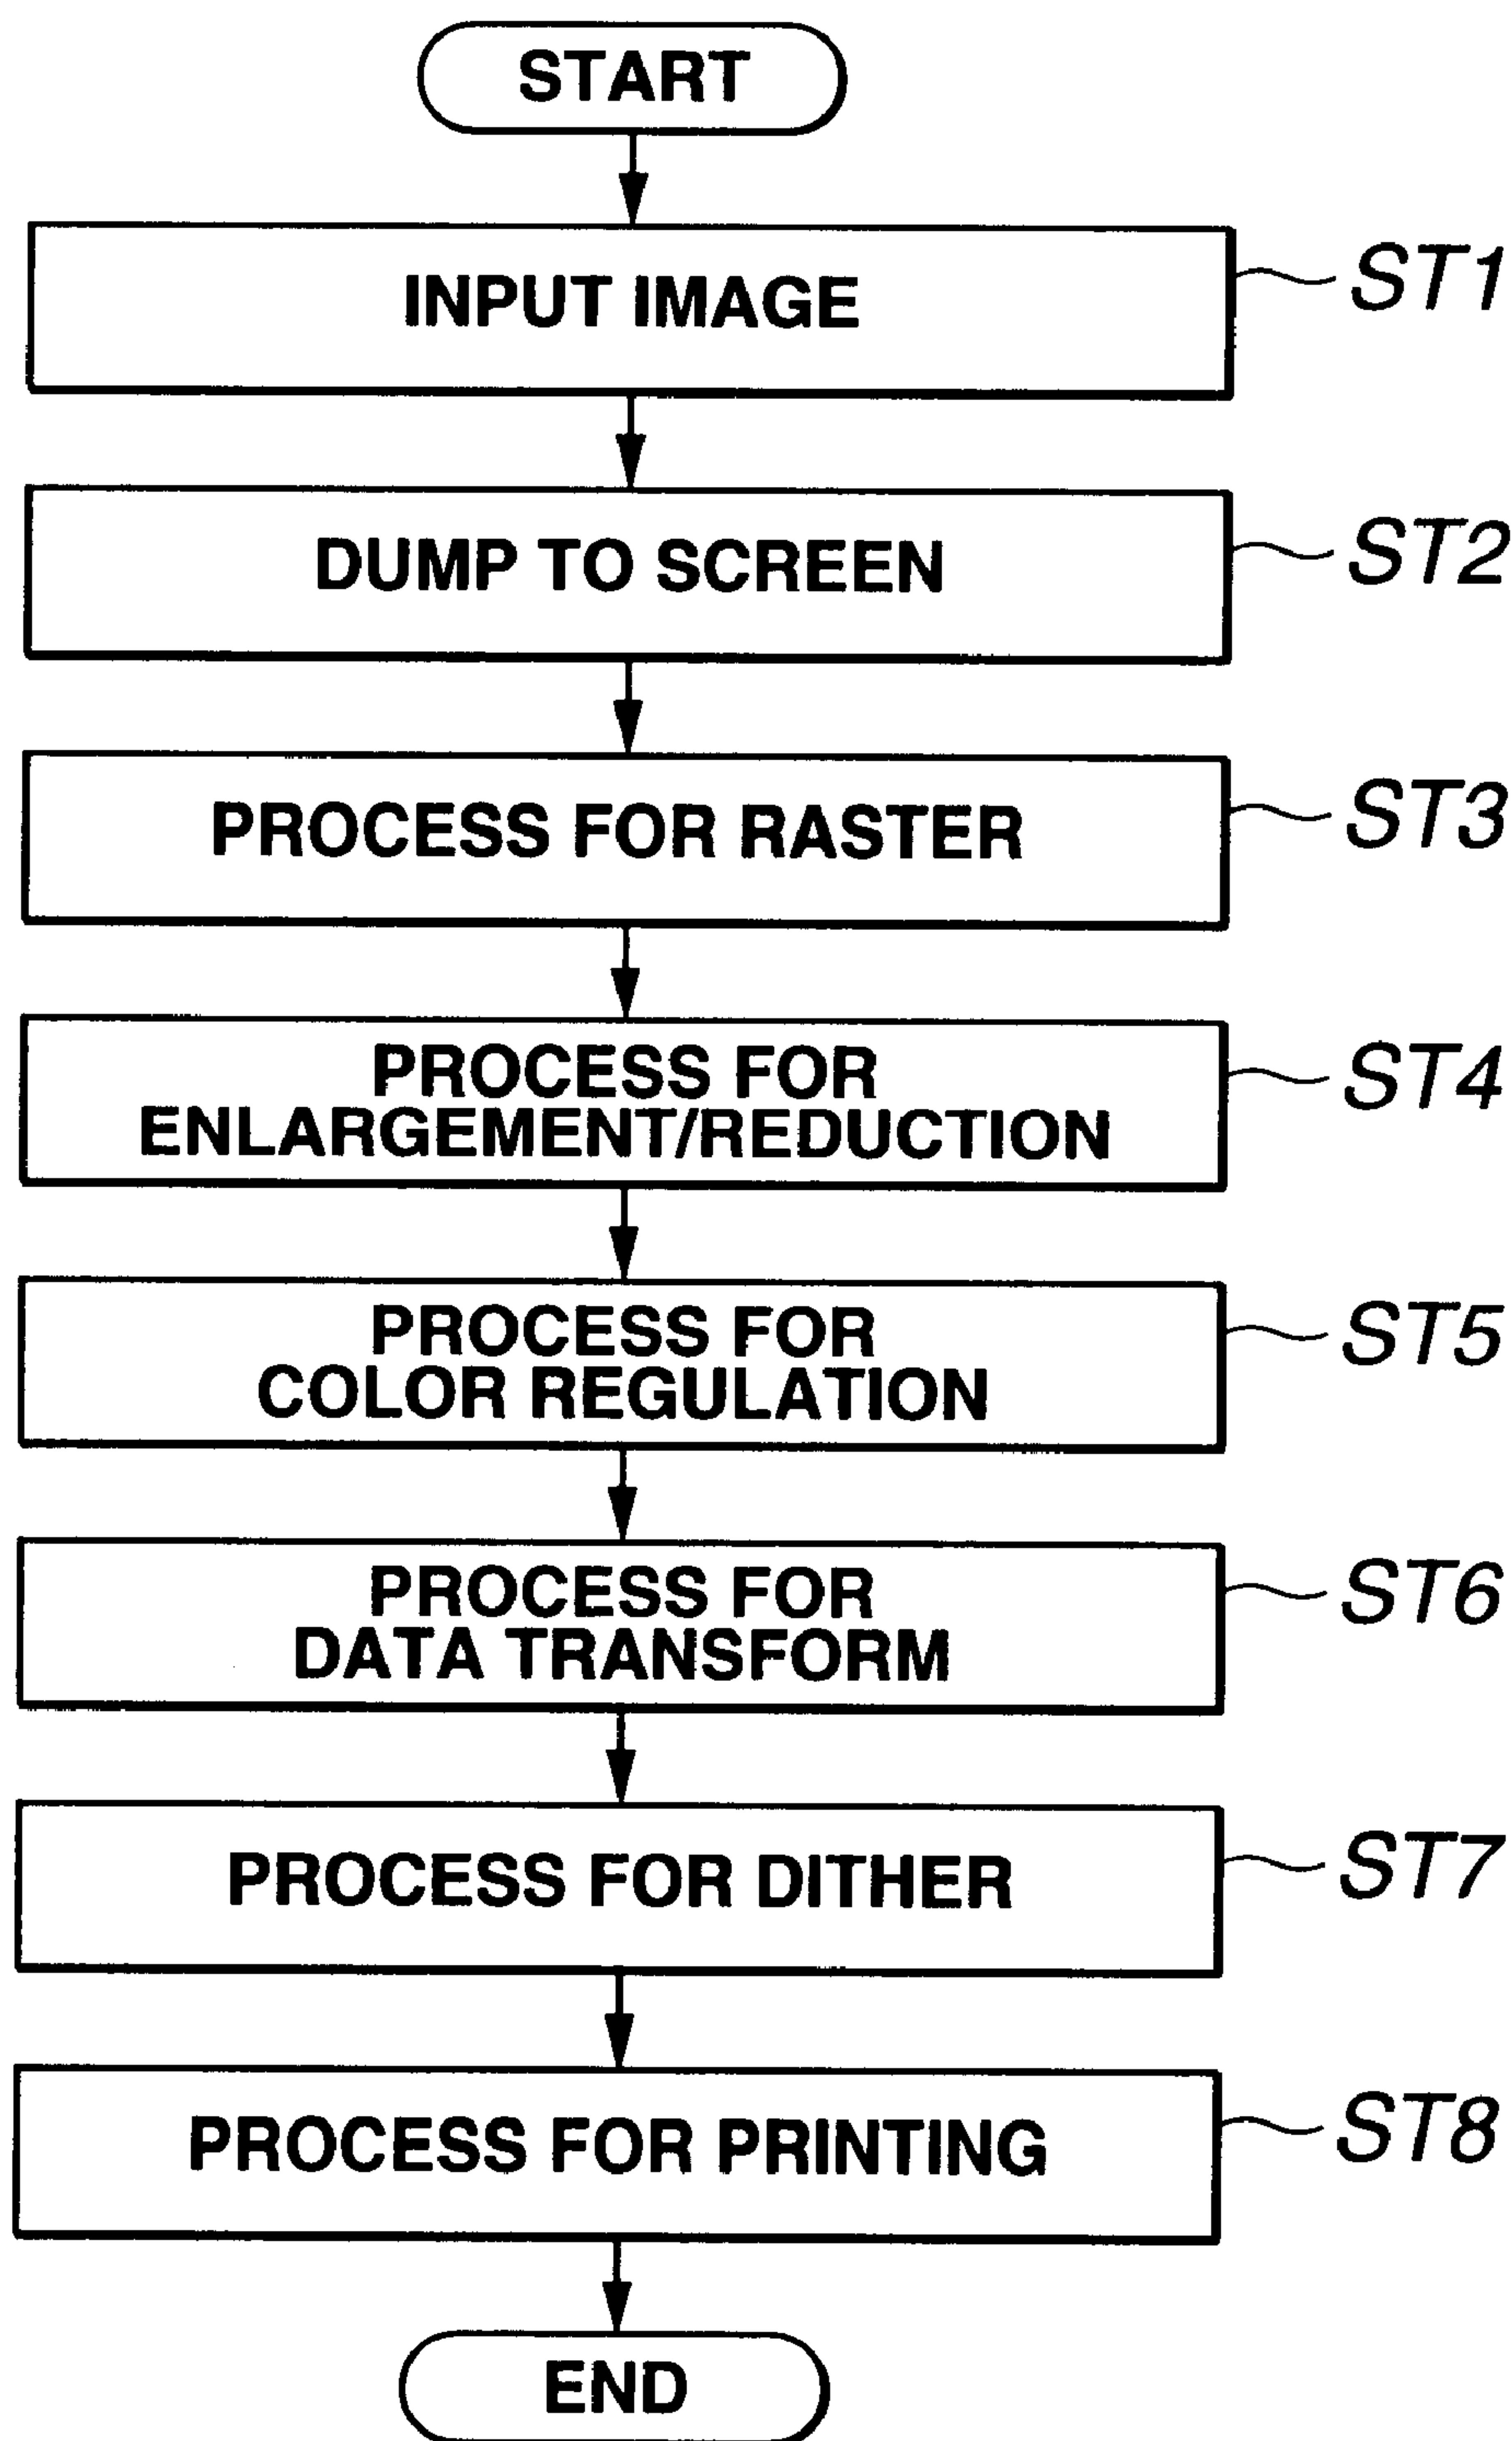 START
INPUT IMAGE
ST1
DUMP TO SCREEN
ST2
PROCESS FOR RASTER
ST3
PROCESS FOR
ENLARGEMENT/REDUCTION
ST4
PROCESS FOR
COLOR REGULATION
ST5
PROCESS FOR
DATA TRANSFORM
ST6
PROCESS FOR DITHER
ST7
PROCESS FOR PRINTING
ST8
END